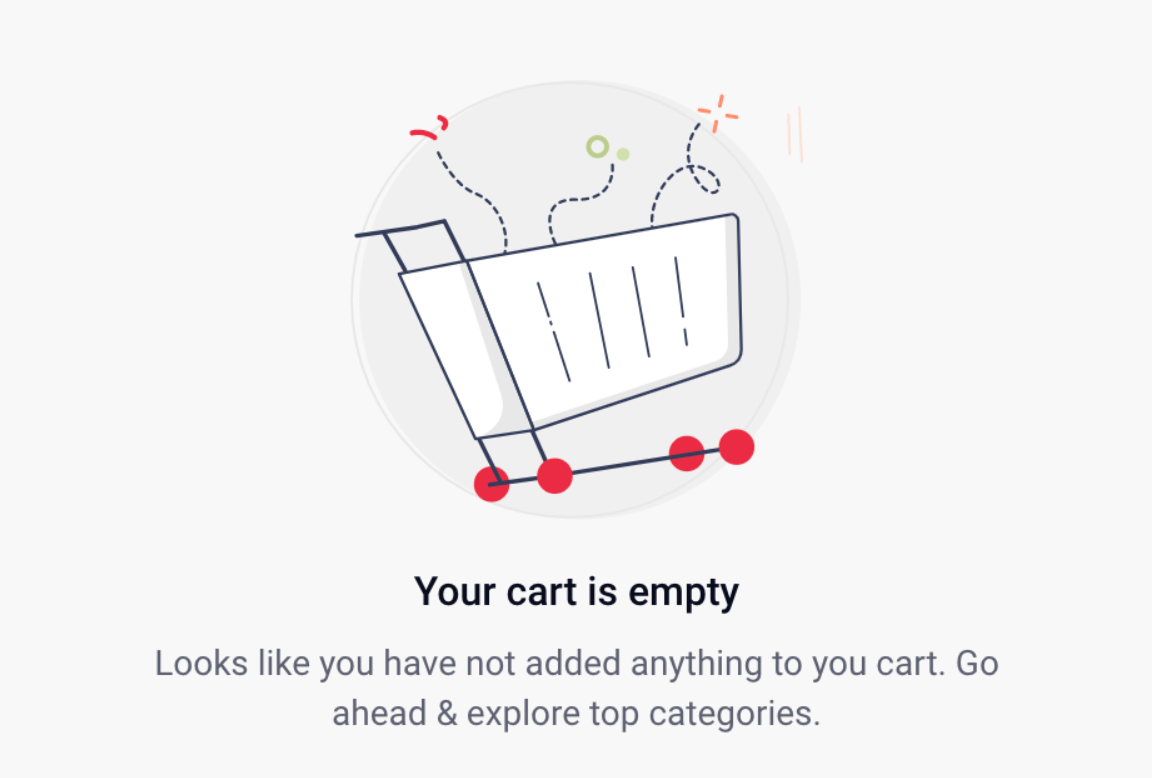 Your cart is empty
Looks like you have not added anything to you cart. Go
ahead & explore top categories.